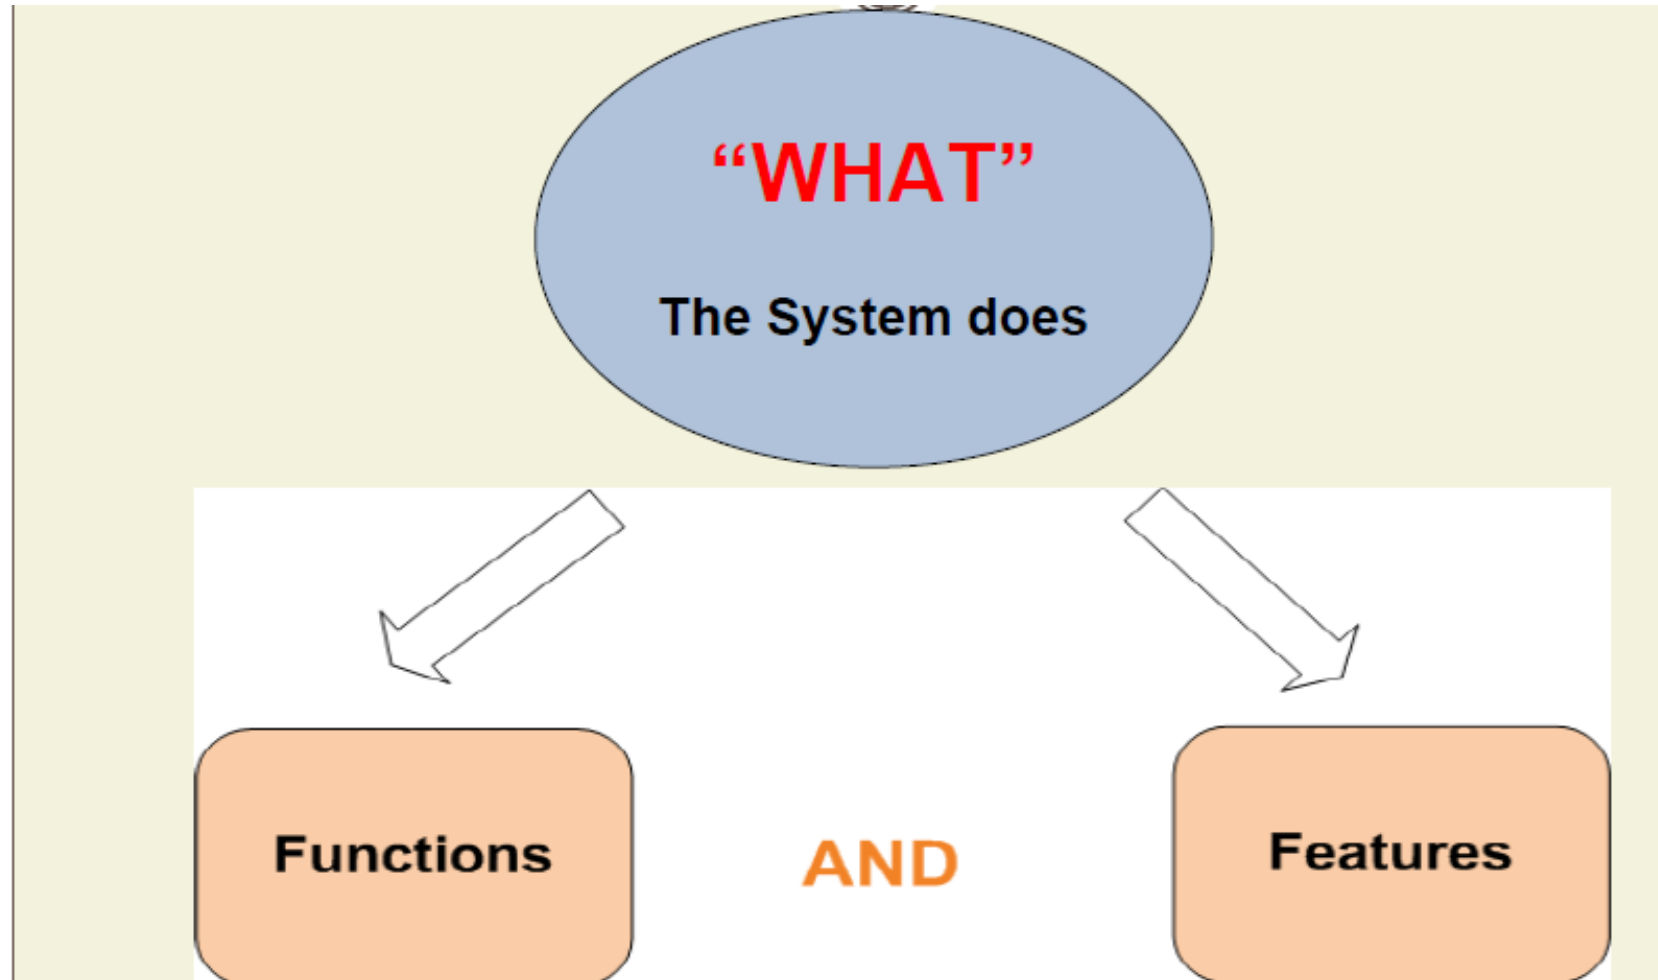 “WHAT”
The System does
Functions
AND
Features